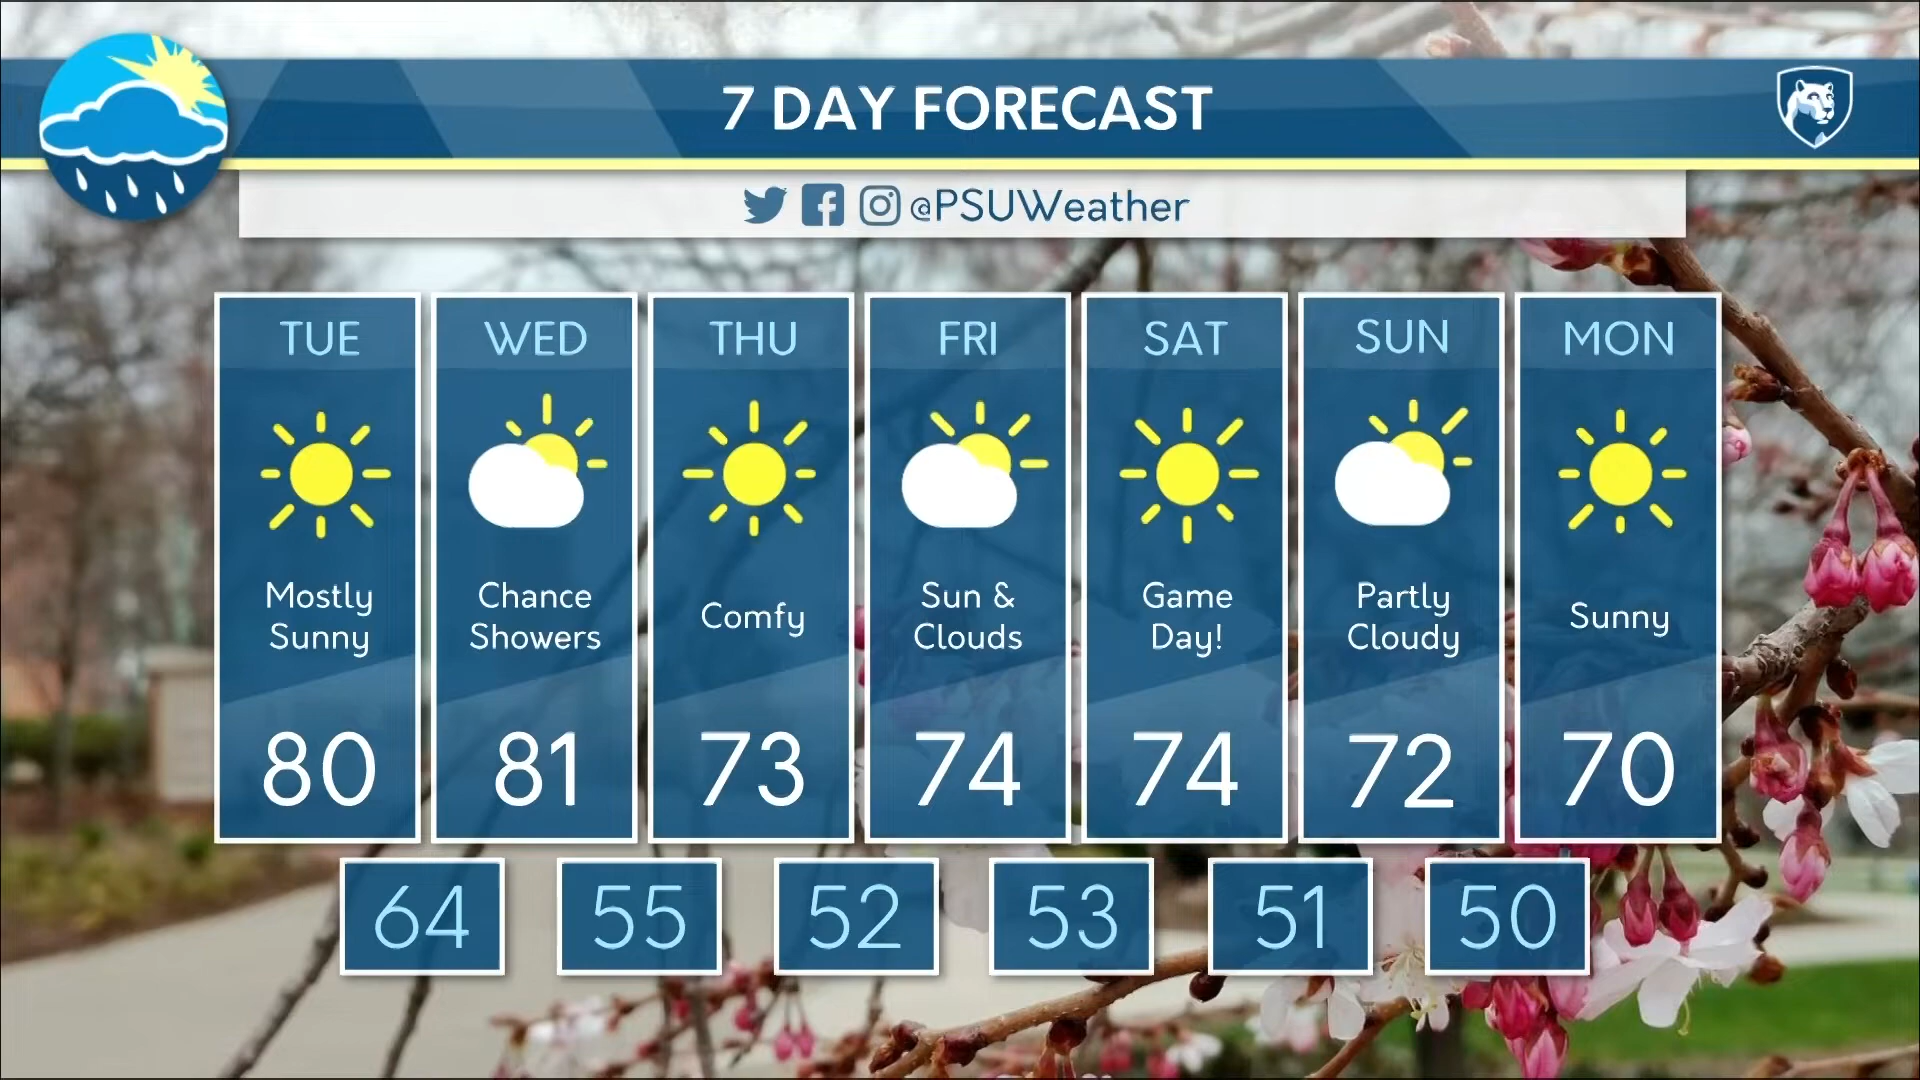 7 DAY FORECAST
@PSUWeather
TUE
Mostly
Sunny
80
WED
Chance
Showers
81
THU
Comfy
73
FRI
Sun &
Clouds
74
SAT
Game
Day!
74
SUN
Partly
Cloudy
72
MON
Sunny
70
64
55
52
53
51
50